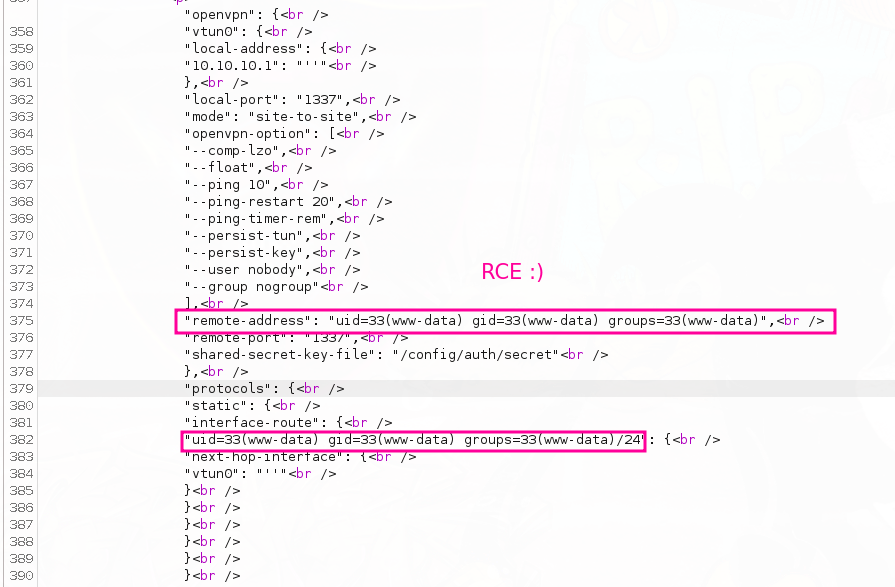 "openvpn": {<br />
358 "vtun0": {<br />
359 "local-address": {<br />
360 "10.10.10.1": "''"<br />
361 },<br />
362 "local-port": "1337",<br />
363 "mode": "site-to-site",<br />
364 "openvpn-option": [<br />
365 "--comp-lzo",<br />
366 "--float",<br />
367 "--ping 10",<br />
368 "--ping-restart 20",<br />
369 "--ping-timer-rem",<br />
370 "--persist-tun",<br />
371 "--persist-key",<br />
372 "--user nobody",<br />
RCE :)
373 "--group nogroup"<br />
374 ],<br />
375 "remote-address": "uid=33(www-data) gid=33(www-data) groups=33(www-data)",<br />
376 "remote-port": "1337",<br />
377 "shared-secret-key-file": "/config/auth/secret"<br />
378 },<br />
379 "protocols": {<br />
380 "static": {<br />
381 "interface-route": {<br />
382 "uid=33(www-data) gid=33(www-data) groups=33(www-data)/24": {<br />
383 "next-hop-interface": {<br />
384 "vtun0": "''"<br />
385 }<br />
386 }<br />
387 }<br />
388 }<br />
389 }<br />
390 }<br />